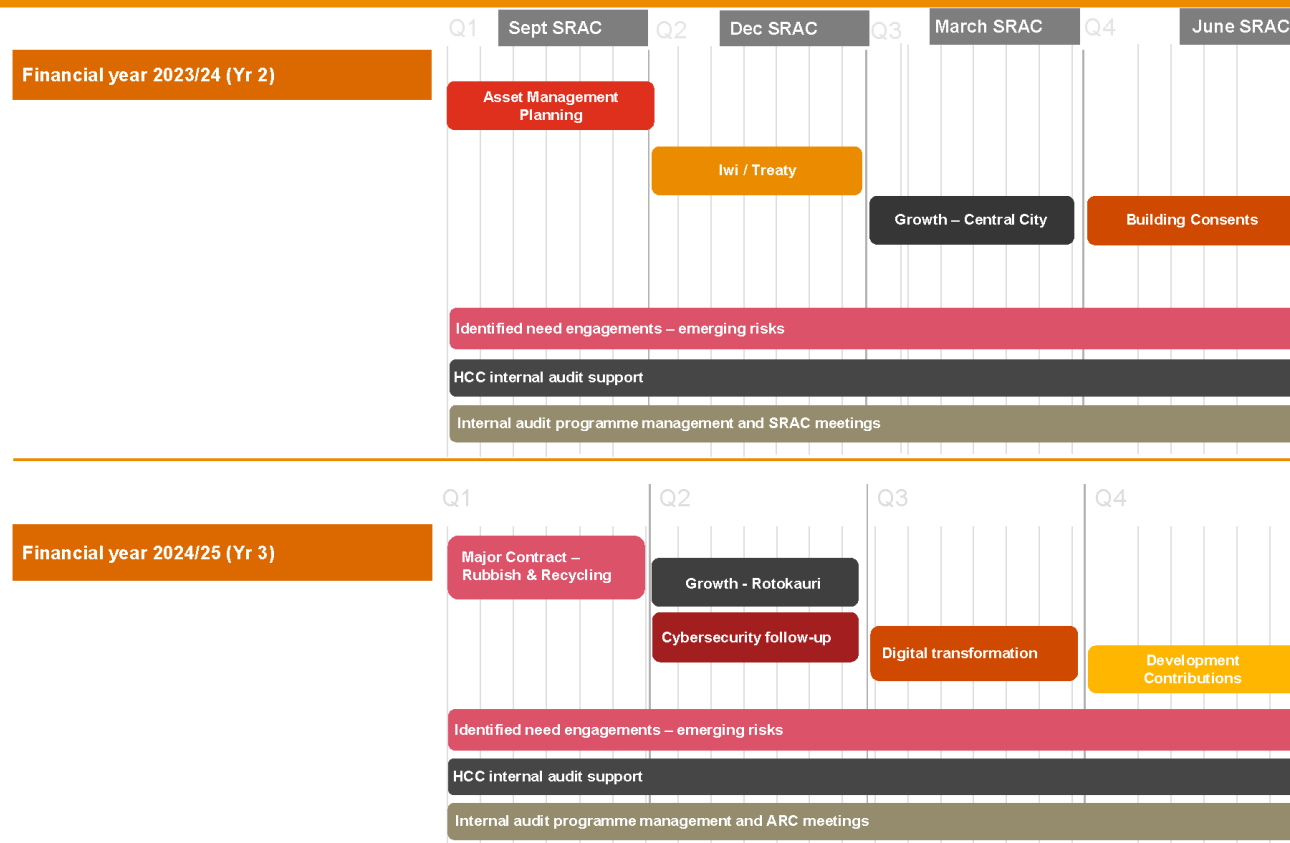 Q1 Sept SRAC Q2 Dec SRAC Q3 March SRAC Q4 June SRAC
Financial year 2023/24 (Yr 2)
Asset Management
Planning
Iwi / Treaty
Growth – Central City
Building Consents
Identified need engagements – emerging risks
HCC internal audit support
Internal audit programme management and SRAC meetings
Q1 Q2 Q3 Q4
Financial year 2024/25 (Yr 3)
Major Contract –
Rubbish & Recycling
Growth - Rotokauri
Cybersecurity follow-up
Digital transformation
Development
Contributions
Identified need engagements – emerging risks
HCC internal audit support
Internal audit programme management and ARC meetings